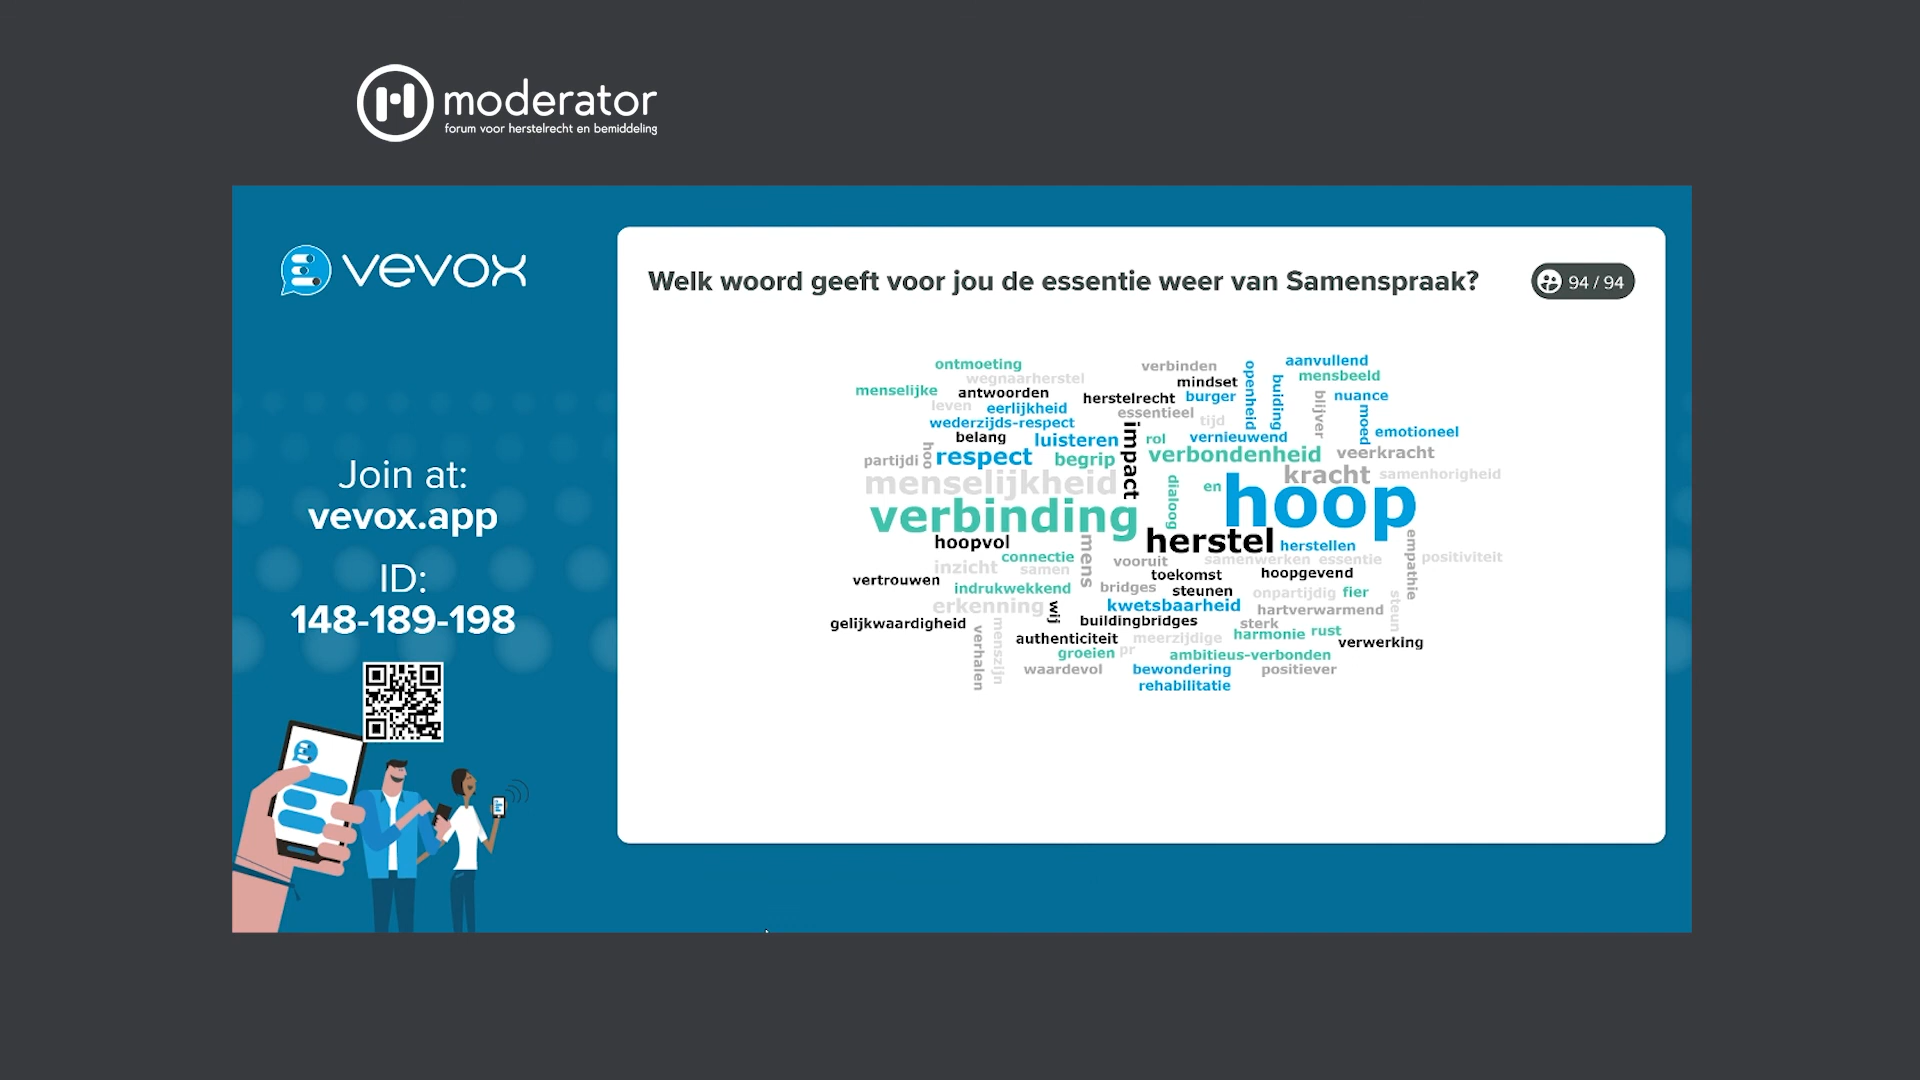 moderator
forum voor herstelrecht en bemiddeling
vevox
Join at:
vevox.app
ID:
148-189-198
Welk woord geeft voor jou de essentie weer van Samenspraak?
94 / 94
ontmoeting
verbinden
aanvullend
wegnaarherstel
mindset
openheid
buiding
mensbeeld
menselijke
antwoorden
herstelrecht
burger
blijver
nuance
leven
eerlijkheid
essentieel
tijd
moed
wederzijds-respect
impact
emotioneel
belang
luisteren
rol
vernieuwend
partijdi
hoo
respect
begrip
verbondenheid
veerkracht
menselijkheid
dialoog
en
kracht
samenhorigheid
verbinding
hoop
herstel
hoopvol
mens
herstellen
empathie
connectie
vooruit
samenwerken
essentie
positiviteit
inzicht
samen
toekomst
hoopgevend
vertrouwen
indrukwekkend
bridges
steunen
onpartijdig
fier
steun
erkenning
wij
kwetsbaarheid
hartverwarmend
gelijkwaardigheid
verhalen
menszijn
buildingbridges
sterk
authenticiteit
meerzijdige
harmonie
rust
verwerking
groeien
pr
ambitieus-verbonden
waardevol
bewondering
positiever
rehabilitatie